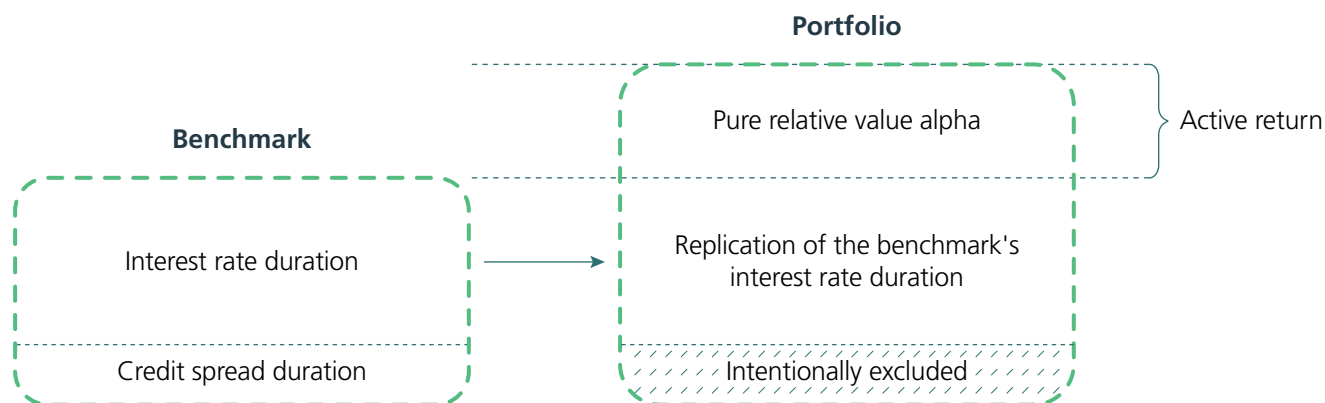 Portfolio
Benchmark
Pure relative value alpha
Active return
Interest rate duration
Replication of the benchmark's
interest rate duration
Credit spread duration
Intentionally excluded